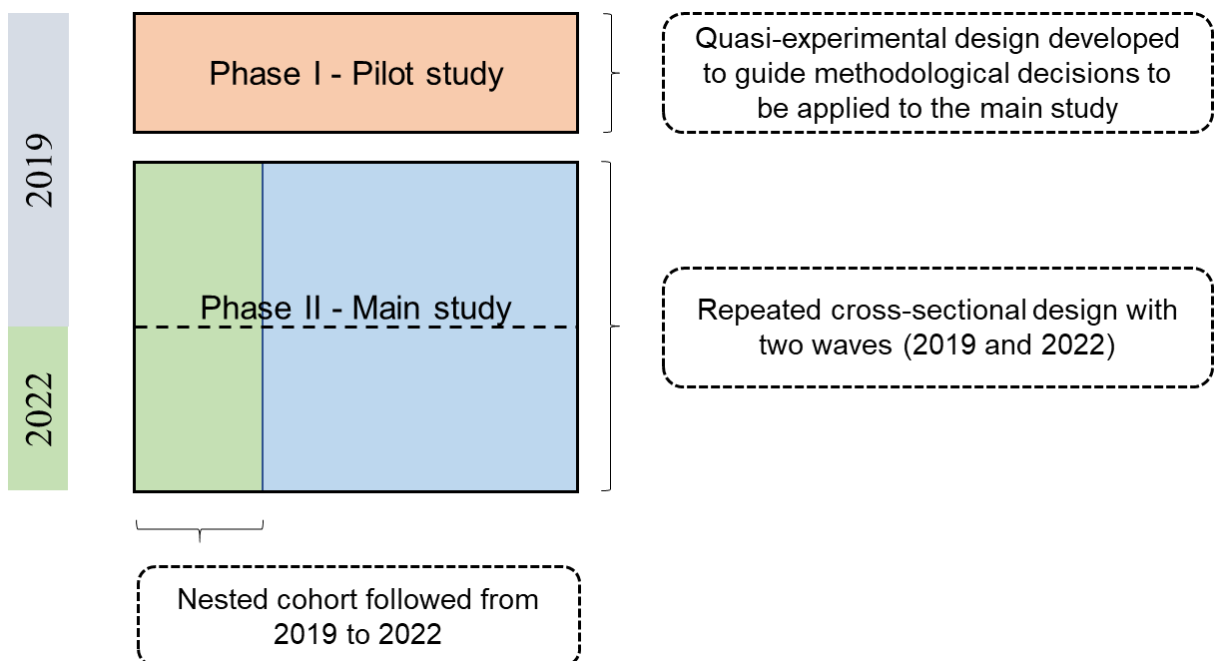 2019
2022
Phase I - Pilot study
Quasi-experimental design developed
to guide methodological decisions to
be applied to the main study
Phase II - Main study
Repeated cross-sectional design with
two waves (2019 and 2022)
Nested cohort followed from
2019 to 2022